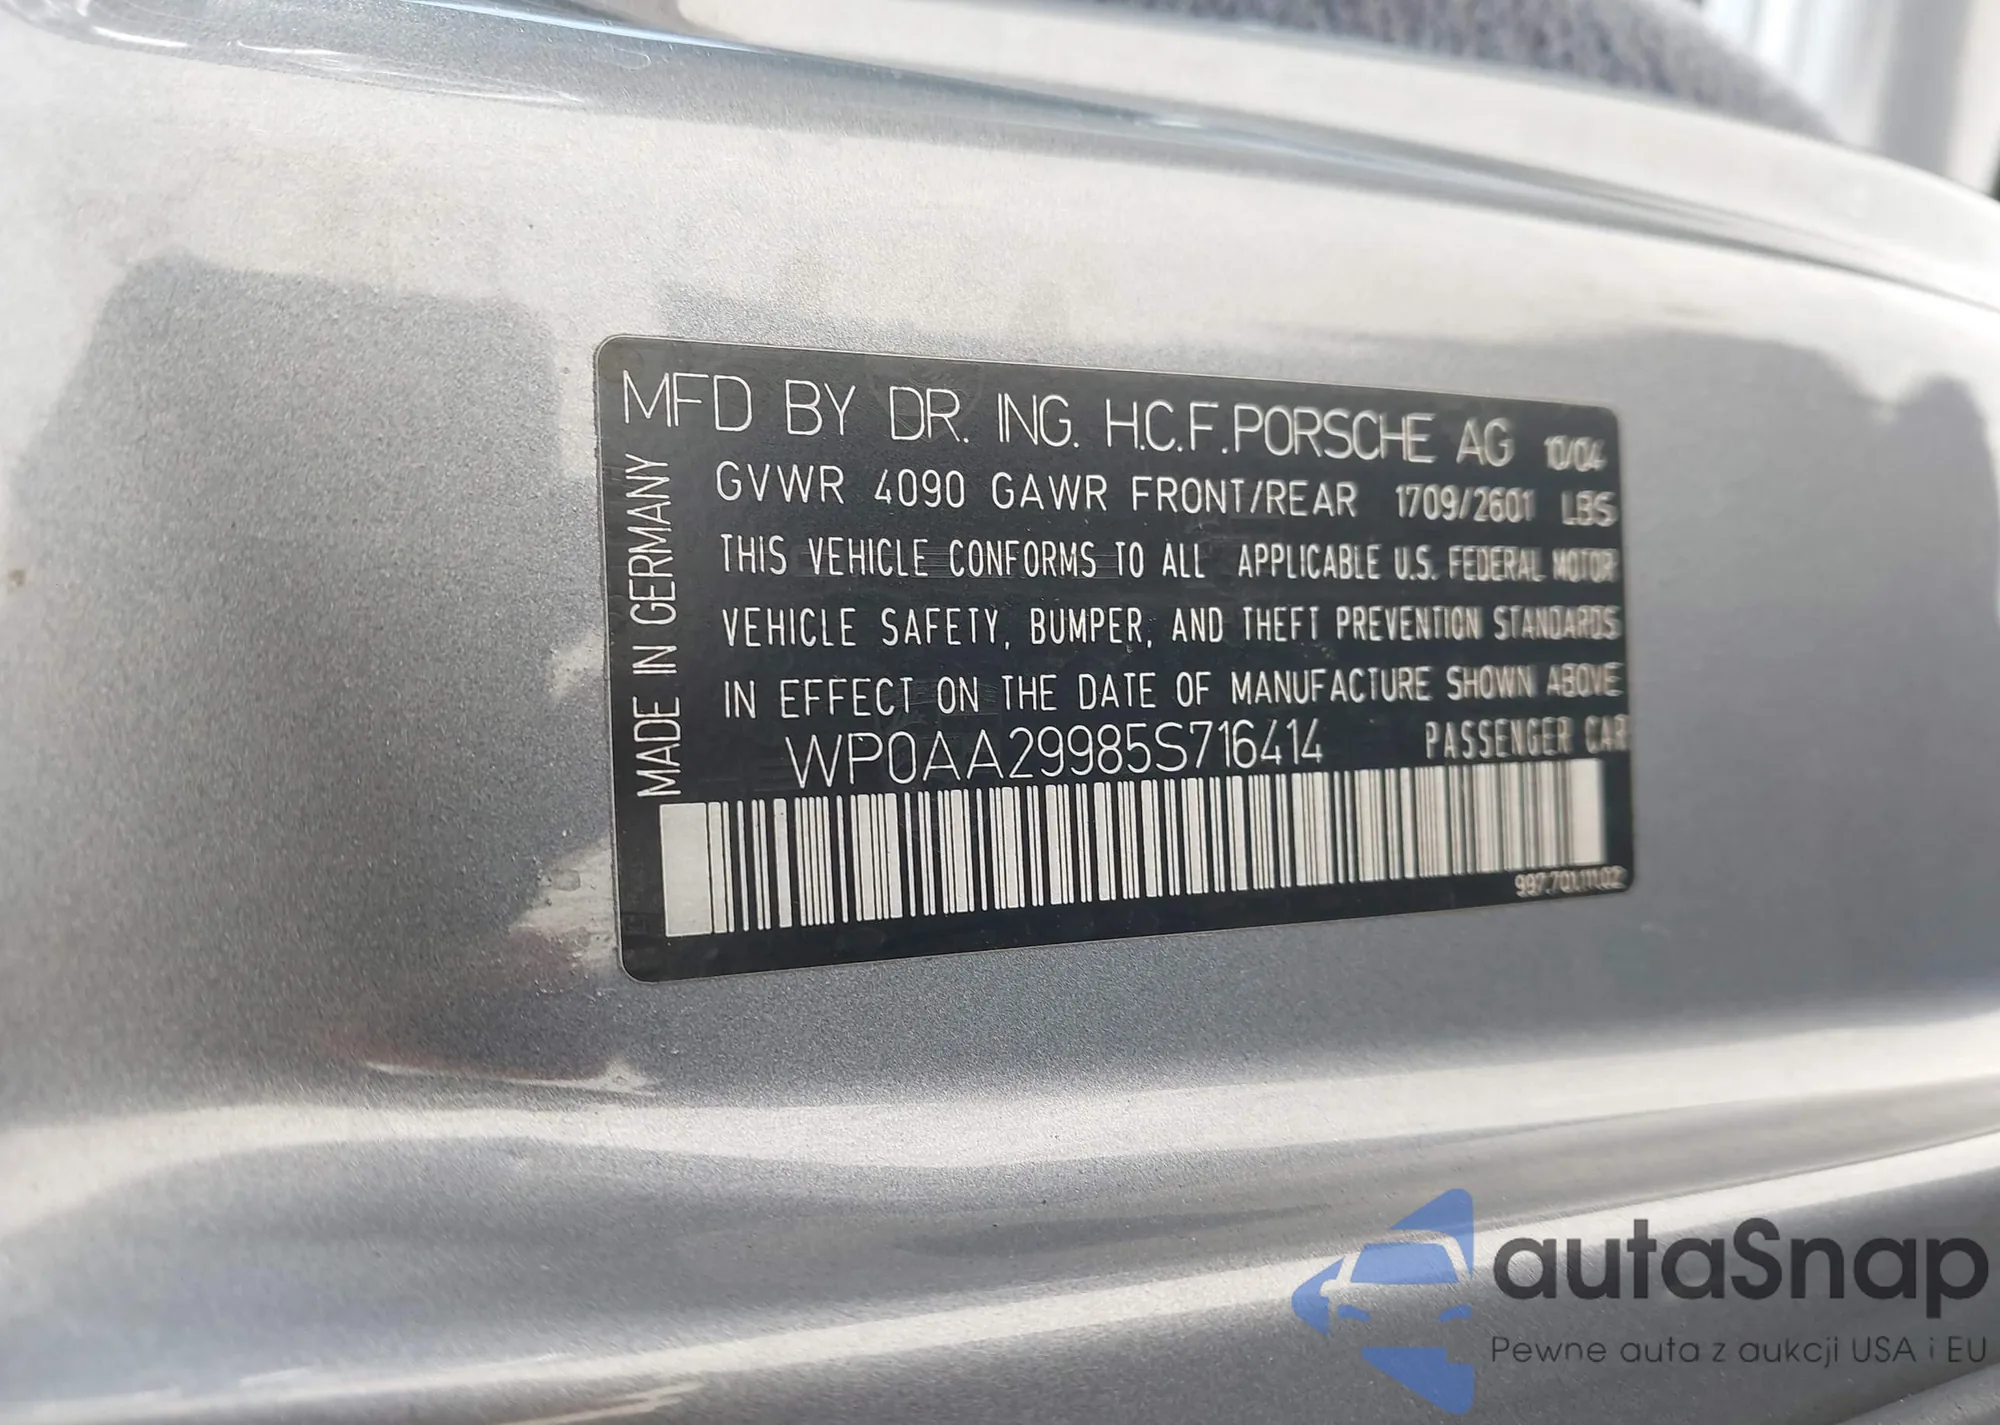 MFD BY DR. ING. H.C.F. PORSCHE AG 10/04
GVWR 4090 GAWR FRONT/REAR 1709/2601 LBS
THIS VEHICLE CONFORMS TO ALL APPLICABLE U.S. FEDERAL MOTOR
VEHICLE SAFETY, BUMPER, AND THEFT PREVENTION STANDARDS
IN EFFECT ON THE DATE OF MANUFACTURE SHOWN ABOVE
WP0AA29985S716414 PASSENGER CAR
997.701.111.02
MADE IN GERMANY
autaSnap
Pewne auta z aukcji USA i EU